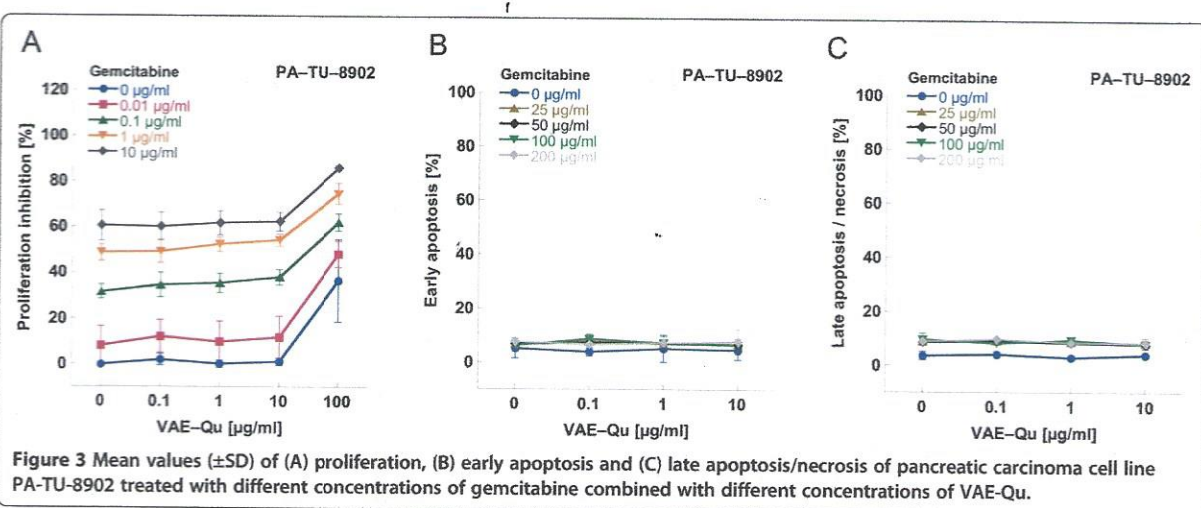 A
Gemcitabine
PA–TU–8902
0 µg/ml
0.01 µg/ml
0.1 µg/ml
1 µg/ml
10 µg/ml
Proliferation inhibition [%]
120
100
80
60
40
20
0
0 0.1 1 10 100
VAE–Qu [µg/ml]
B
Gemcitabine
PA–TU–8902
0 µg/ml
25 µg/ml
50 µg/ml
100 µg/ml
200 µg/ml
Early apoptosis [%]
100
80
60
40
20
0
0 0.1 1 10
VAE–Qu [µg/ml]
C
Gemcitabine
PA–TU–8902
0 µg/ml
25 µg/ml
50 µg/ml
100 µg/ml
200 µg ml
Late apoptosis / necrosis [%]
100
80
60
40
20
0
0 0.1 1 10
VAE–Qu [µg/ml]
Figure 3 Mean values (±SD) of (A) proliferation, (B) early apoptosis and (C) late apoptosis/necrosis of pancreatic carcinoma cell line
PA-TU-8902 treated with different concentrations of gemcitabine combined with different concentrations of VAE-Qu.